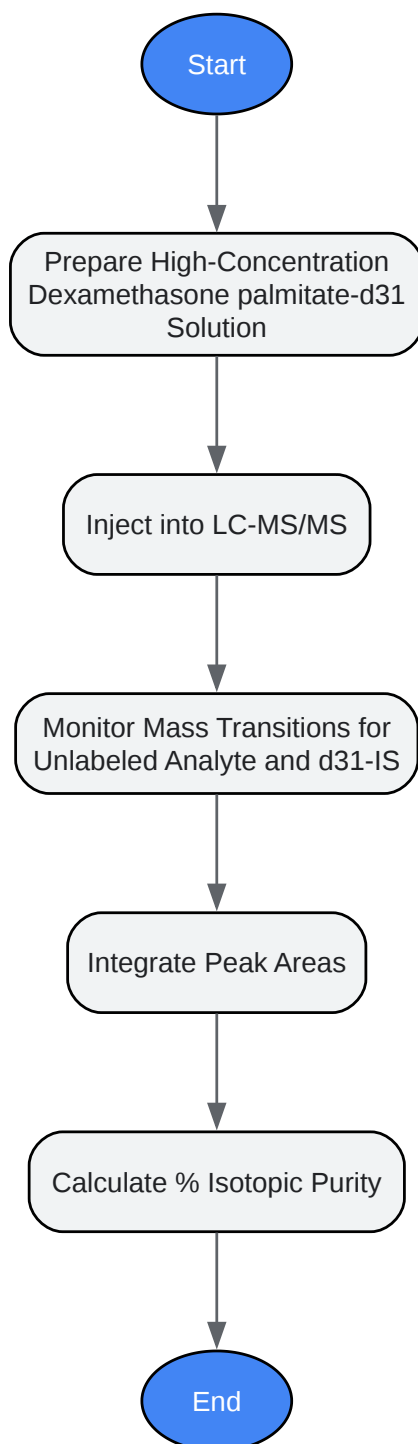 Start
Prepare High-Concentration
Dexamethasone palmitate-d31
Solution
Inject into LC-MS/MS
Monitor Mass Transitions for
Unlabeled Analyte and d31-IS
Integrate Peak Areas
Calculate % Isotopic Purity
End